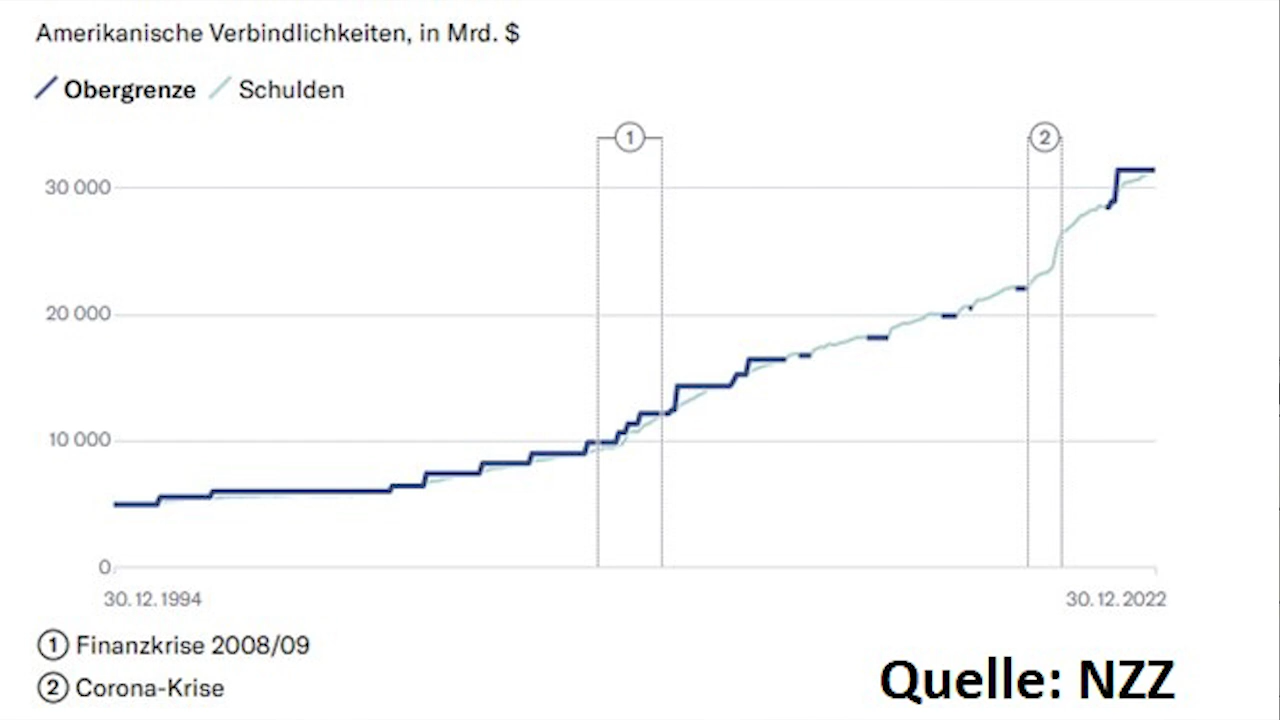 Amerikanische Verbindlichkeiten, in Mrd. $
Obergrenze Schulden
1 2
30 000
20 000
10 000
0
30.12.1994 30.12.2022
1 Finanzkrise 2008/09
2 Corona-Krise
Quelle: NZZ